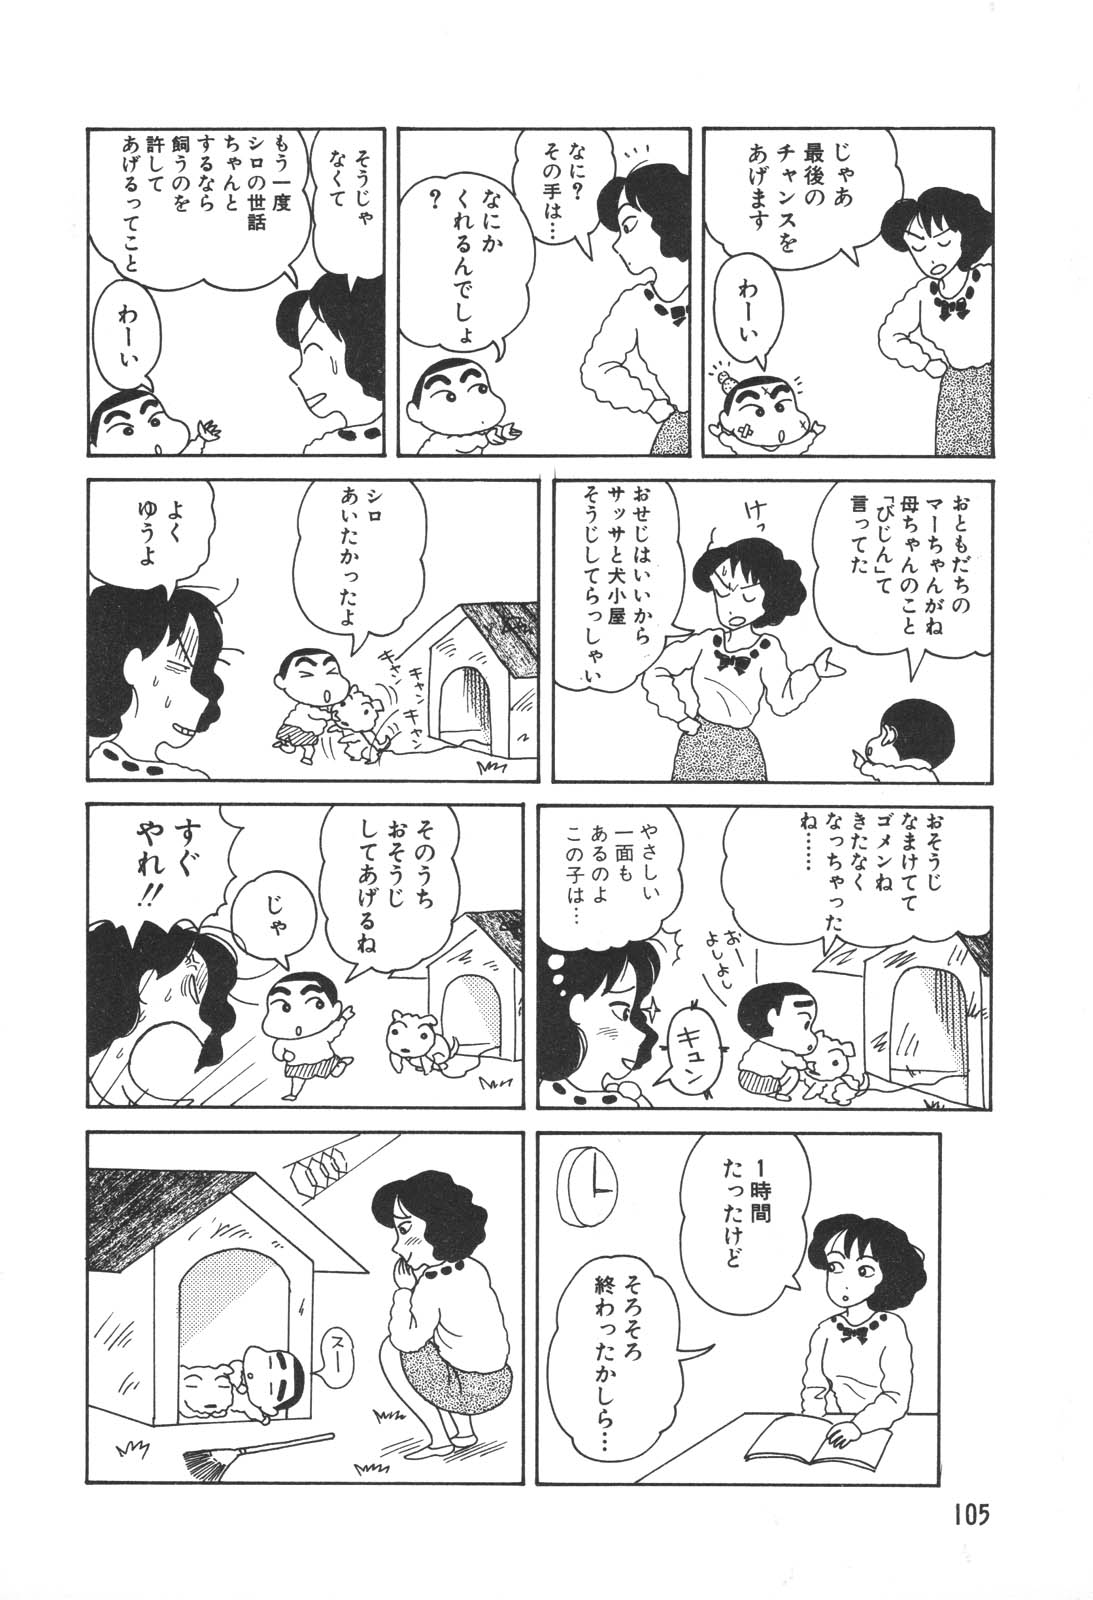 じゃあ
最後の
チャンスを
あげます
わーい
なに?
その手は…
なにか
くれるんでしょ
?
そうじゃ
なくて
もう一度
シロの世話
ちゃんと
するなら
飼うのを
許して
あげるってこと
わーい
おともだちの
マーちゃんがね
母ちゃんのこと
「びじん」て
言ってた
けっ
おせじはいいから
サッサと犬小屋
そうじしてらっしゃい
シロ
あいたかったよ
キャン
キャン
キャン
よく
ゆうよ
おそうじ
なまけてて
ゴメンね
きたなく
なっちゃった
ね……
おー
よしよし
キュン
やさしい
一面も
あるのよ
この子は…
そのうち
おそうじ
してあげるね
じゃ
すぐ
やれ!!
1時間
たったけど
そろそろ
終わったかしら…
スー
105